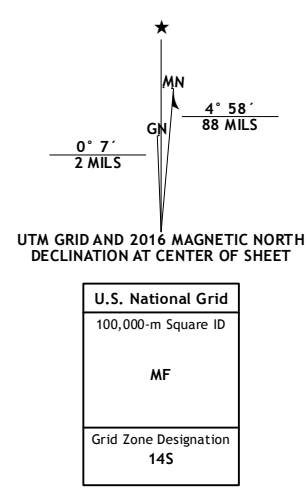 MN
GN
4° 58´
88 MILS
0° 7´
2 MILS
UTM GRID AND 2016 MAGNETIC NORTH
DECLINATION AT CENTER OF SHEET
U.S. National Grid
100,000-m Square ID
MF
Grid Zone Designation
14S